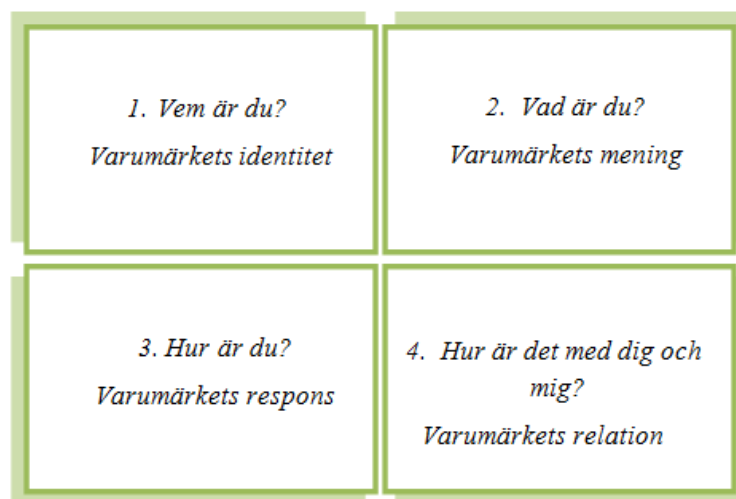 1. Vem är du?
Varumärkets identitet
2. Vad är du?
Varumärkets mening
3. Hur är du?
Varumärkets respons
4. Hur är det med dig och
mig?
Varumärkets relation